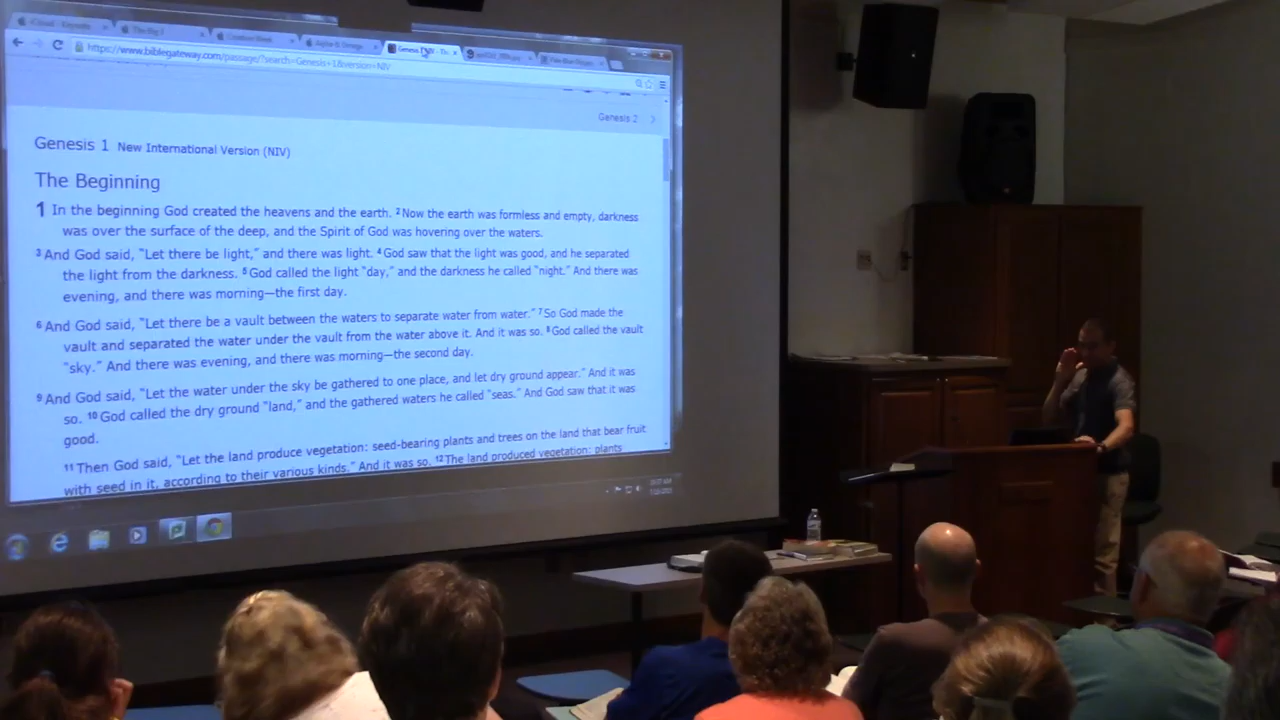 iCloud - Keynote
The Big I
Creation Week
Alpha & Omega
Genesis 1 NIV - The
https://www.biblegateway.com/passage/?search=Genesis+1&version=NIV
Genesis 2
Genesis 1 New International Version (NIV)
The Beginning
1 In the beginning God created the heavens and the earth. 2 Now the earth was formless and empty, darkness
was over the surface of the deep, and the Spirit of God was hovering over the waters.
3 And God said, “Let there be light,” and there was light. 4 God saw that the light was good, and he separated
the light from the darkness. 5 God called the light “day,” and the darkness he called “night.” And there was
evening, and there was morning—the first day.
6 And God said, “Let there be a vault between the waters to separate water from water.” 7 So God made the
vault and separated the water under the vault from the water above it. And it was so. 8 God called the vault
“sky.” And there was evening, and there was morning—the second day.
9 And God said, “Let the water under the sky be gathered to one place, and let dry ground appear.” And it was
so. 10 God called the dry ground “land,” and the gathered waters he called “seas.” And God saw that it was
good.
11 Then God said, “Let the land produce vegetation: seed-bearing plants and trees on the land that bear fruit
with seed in it, according to their various kinds.” And it was so. 12 The land produced vegetation: plants